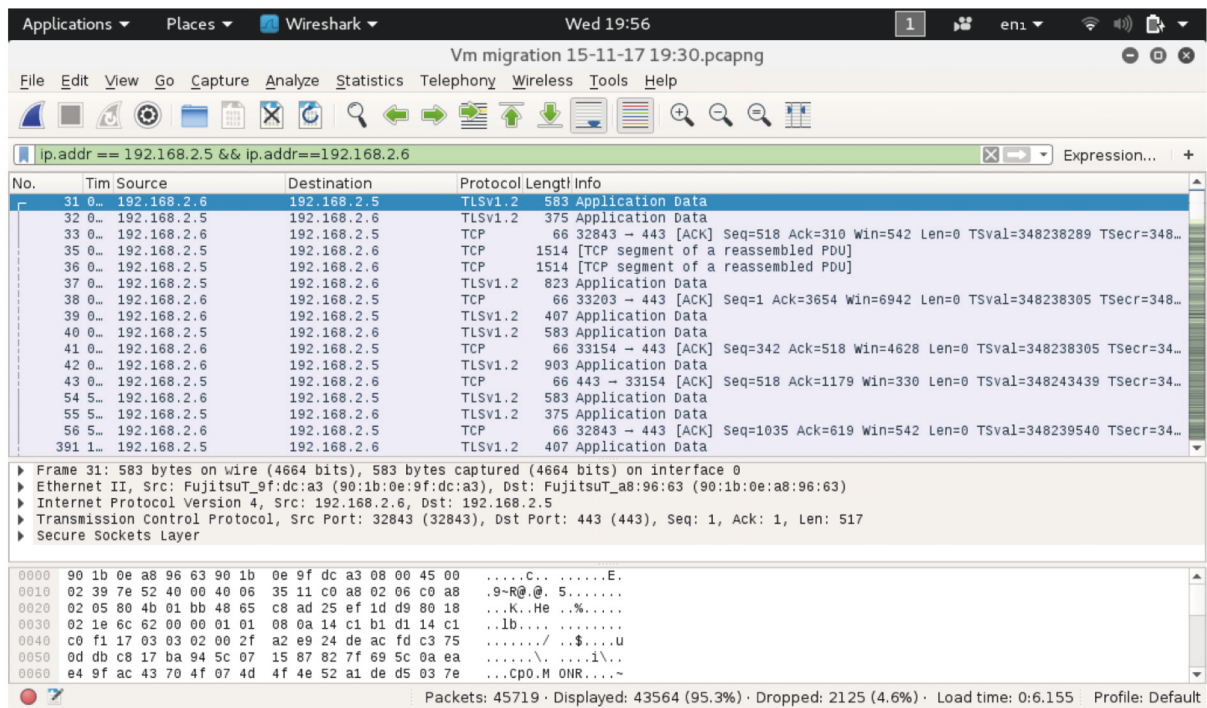 Applications ▾ Places ▾ Wireshark ▾ Wed 19:56 1 en1 ▾
Vm migration 15-11-17 19:30.pcapng
File Edit View Go Capture Analyze Statistics Telephony Wireless Tools Help
ip.addr == 192.168.2.5 && ip.addr==192.168.2.6 Expression... +
No. Tim Source Destination Protocol Length Info
31 0… 192.168.2.6 192.168.2.5 TLSv1.2 583 Application Data
32 0… 192.168.2.5 192.168.2.6 TLSv1.2 375 Application Data
33 0… 192.168.2.6 192.168.2.5 TCP 66 32843 → 443 [ACK] Seq=518 Ack=310 Win=542 Len=0 TSval=348238289 TSecr=348…
35 0… 192.168.2.5 192.168.2.6 TCP 1514 [TCP segment of a reassembled PDU]
36 0… 192.168.2.5 192.168.2.6 TCP 1514 [TCP segment of a reassembled PDU]
37 0… 192.168.2.5 192.168.2.6 TLSv1.2 823 Application Data
38 0… 192.168.2.6 192.168.2.5 TCP 66 33203 → 443 [ACK] Seq=1 Ack=3654 Win=6942 Len=0 TSval=348238305 TSecr=348…
39 0… 192.168.2.6 192.168.2.5 TLSv1.2 407 Application Data
40 0… 192.168.2.5 192.168.2.6 TLSv1.2 583 Application Data
41 0… 192.168.2.6 192.168.2.5 TCP 66 33154 → 443 [ACK] Seq=342 Ack=518 Win=4628 Len=0 TSval=348238305 TSecr=34…
42 0… 192.168.2.6 192.168.2.5 TLSv1.2 903 Application Data
43 0… 192.168.2.5 192.168.2.6 TCP 66 443 → 33154 [ACK] Seq=518 Ack=1179 Win=330 Len=0 TSval=348243439 TSecr=34…
54 5… 192.168.2.6 192.168.2.5 TLSv1.2 583 Application Data
55 5… 192.168.2.5 192.168.2.6 TLSv1.2 375 Application Data
56 5… 192.168.2.6 192.168.2.5 TCP 66 32843 → 443 [ACK] Seq=1035 Ack=619 Win=542 Len=0 TSval=348239540 TSecr=34…
391 1… 192.168.2.6 192.168.2.5 TLSv1.2 407 Application Data
Frame 31: 583 bytes on wire (4664 bits), 583 bytes captured (4664 bits) on interface 0
Ethernet II, Src: FujitsuT_9f:dc:a3 (90:1b:0e:9f:dc:a3), Dst: FujitsuT_a8:96:63 (90:1b:0e:a8:96:63)
Internet Protocol Version 4, Src: 192.168.2.6, Dst: 192.168.2.5
Transmission Control Protocol, Src Port: 32843 (32843), Dst Port: 443 (443), Seq: 1, Ack: 1, Len: 517
Secure Sockets Layer
0000 90 1b 0e a8 96 63 90 1b 0e 9f dc a3 08 00 45 00 .....c.. ......E.
0010 02 39 7e 52 40 00 40 06 35 11 c0 a8 02 06 c0 a8 .9~R@.@. 5.......
0020 02 05 80 4b 01 bb 48 65 c8 ad 25 ef 1d d9 80 18 ...K..He ..%.....
0030 02 1e 6c 62 00 00 01 01 08 0a 14 c1 b1 d1 14 c1 ..lb.... ........
0040 c0 f1 17 03 03 02 00 2f a2 e9 24 de ac fd c3 75 ......./ ..$....u
0050 0d db c8 17 ba 94 5c 07 15 87 82 7f 69 5c 0a ea ......\. ....i\..
0060 e4 9f ac 43 70 4f 07 4d 4f 4e 52 a1 de d5 03 7e ...CpO.M ONR....~
Packets: 45719 · Displayed: 43564 (95.3%) · Dropped: 2125 (4.6%) · Load time: 0:6.155 Profile: Default